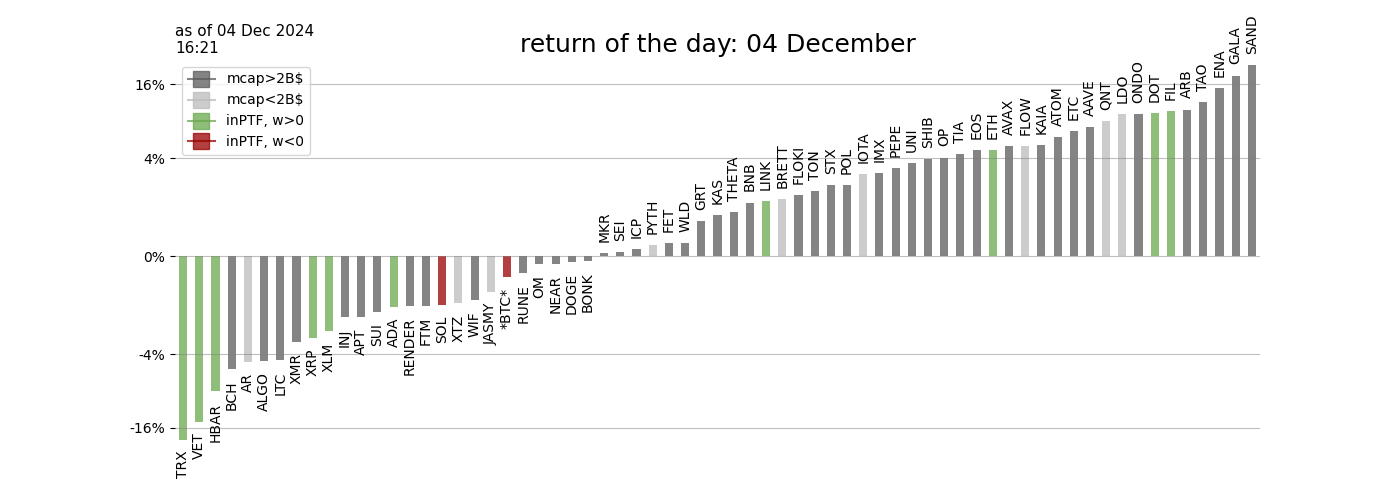 as of 04 Dec 2024
16:21
return of the day: 04 December
mcap>2B$
mcap<2B$
inPTF, w>0
inPTF, w<0
16%
4%
0%
-4%
-16%
TRX
VET
HBAR
BCH
AR
ALGO
LTC
XMR
XRP
XLM
INJ
APT
SUI
ADA
RENDER
FTM
SOL
XTZ
WIF
JASMY
*BTC*
RUNE
OM
NEAR
DOGE
BONK
MKR
SEI
ICP
PYTH
FET
WLD
GRT
KAS
THETA
BNB
LINK
BRETT
FLOKI
TON
STX
POL
IOTA
IMX
PEPE
UNI
SHIB
OP
TIA
EOS
ETH
AVAX
FLOW
KAIA
ATOM
ETC
AAVE
QNT
LDO
ONDO
DOT
FIL
ARB
TAO
ENA
GALA
SAND